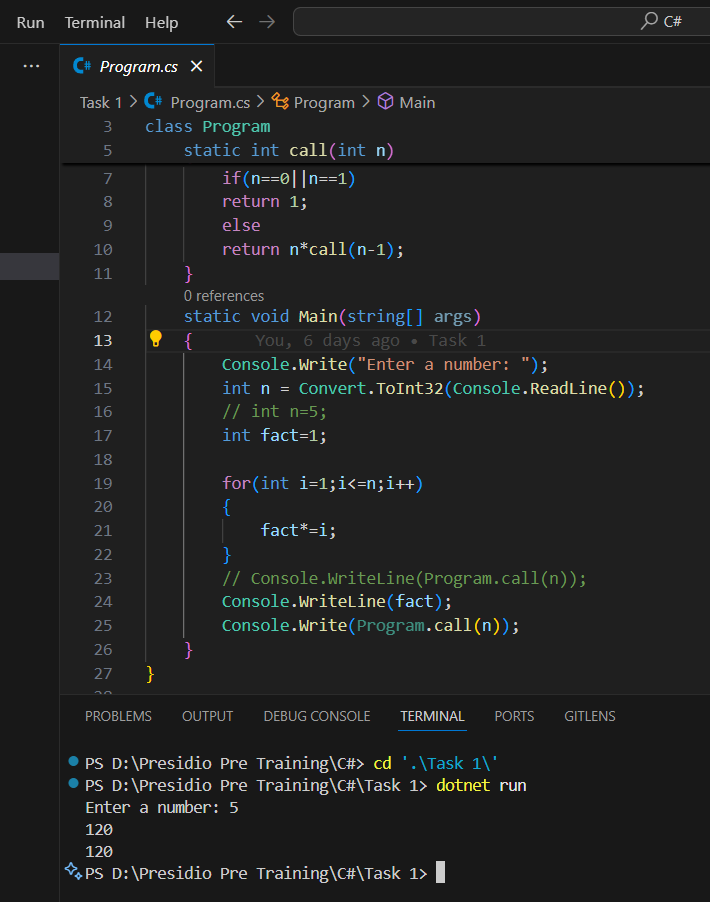 Run Terminal Help ← → C#
... C# Program.cs ×
Task 1 > C# Program.cs > Program > Main
3 class Program
5 static int call(int n)
7 if(n==0||n==1)
8 return 1;
9 else
10 return n*call(n-1);
11 }
0 references
12 static void Main(string[] args)
13 { You, 6 days ago • Task 1
14 Console.Write("Enter a number: ");
15 int n = Convert.ToInt32(Console.ReadLine());
16 // int n=5;
17 int fact=1;
18
19 for(int i=1;i<=n;i++)
20 {
21 fact*=i;
22 }
23 // Console.WriteLine(Program.call(n));
24 Console.WriteLine(fact);
25 Console.Write(Program.call(n));
26 }
27 }
PROBLEMS OUTPUT DEBUG CONSOLE TERMINAL PORTS GITLENS
PS D:\Presidio Pre Training\C#> cd '.\Task 1\'
PS D:\Presidio Pre Training\C#\Task 1> dotnet run
Enter a number: 5
120
120
PS D:\Presidio Pre Training\C#\Task 1>